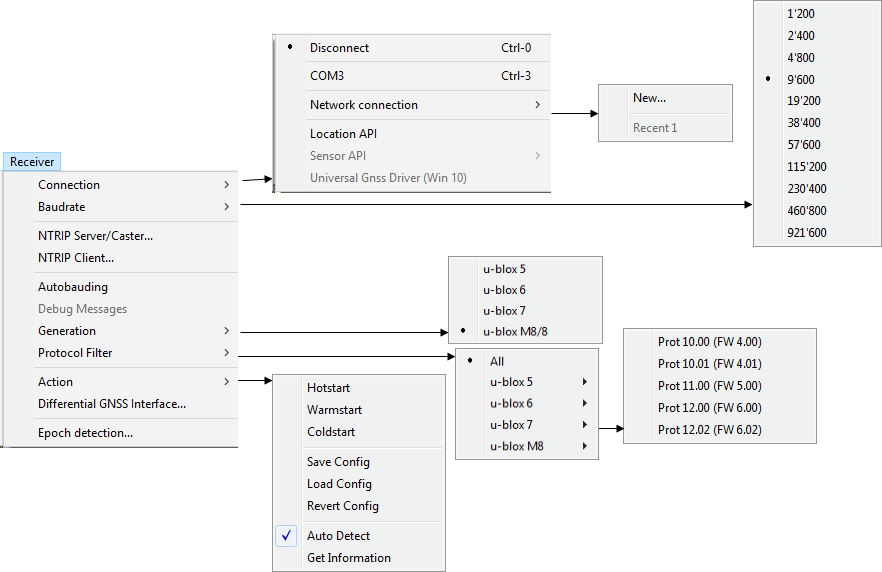 Receiver
Connection
Baudrate
NTRIP Server/Caster...
NTRIP Client...
Autobauding
Debug Messages
Generation
Protocol Filter
Action
Differential GNSS Interface...
Epoch detection...
Disconnect Ctrl-0
COM3 Ctrl-3
Network connection
Location API
Sensor API
Universal Gnss Driver (Win 10)
New...
Recent 1
1'200
2'400
4'800
9'600
19'200
38'400
57'600
115'200
230'400
460'800
921'600
u-blox 5
u-blox 6
u-blox 7
u-blox M8/8
All
u-blox 5
u-blox 6
u-blox 7
u-blox M8
Prot 10.00 (FW 4.00)
Prot 10.01 (FW 4.01)
Prot 11.00 (FW 5.00)
Prot 12.00 (FW 6.00)
Prot 12.02 (FW 6.02)
Hotstart
Warmstart
Coldstart
Save Config
Load Config
Revert Config
Auto Detect
Get Information